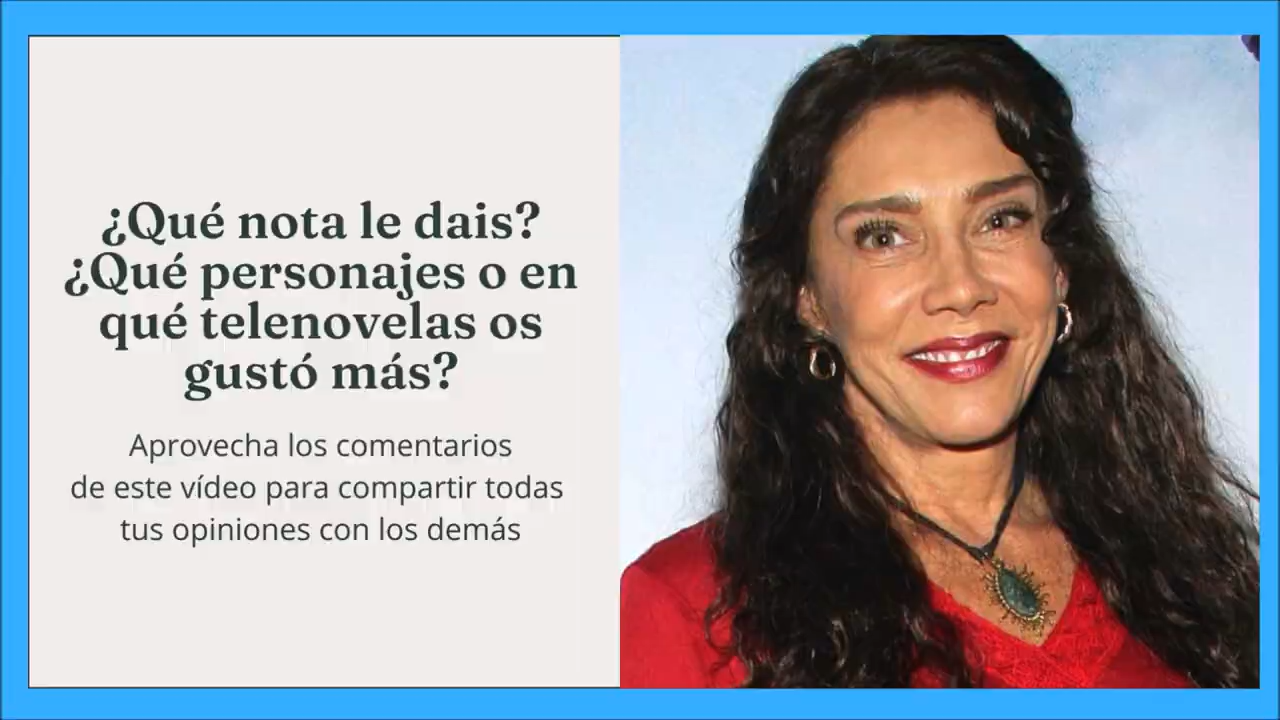 ¿Qué nota le dais?
¿Qué personajes o en
qué telenovelas os
gustó más?
Aprovecha los comentarios
de este vídeo para compartir todas
tus opiniones con los demás